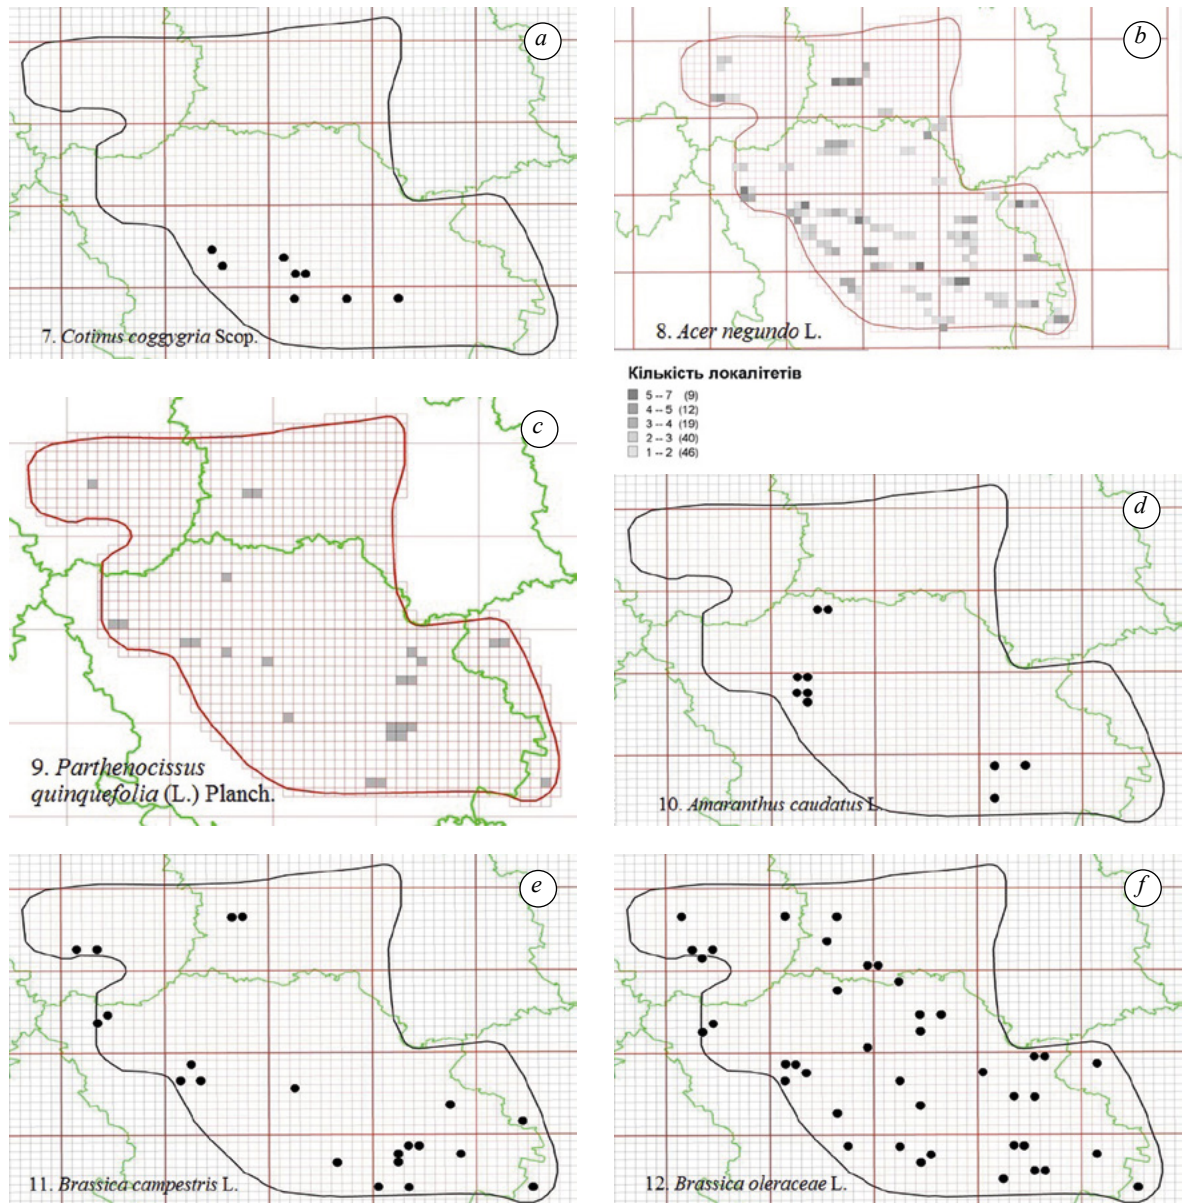 a
7. Cotinus coggygria Scop.
b
8. Acer negundo L.
Кількість локалітетів
5 -- 7 (9)
4 -- 5 (12)
3 -- 4 (19)
2 -- 3 (40)
1 -- 2 (46)
c
9. Parthenocissus
quinquefolia (L.) Planch.
d
10. Amaranthus caudatus L.
e
11. Brassica campestris L.
f
12. Brassica oleraceae L.